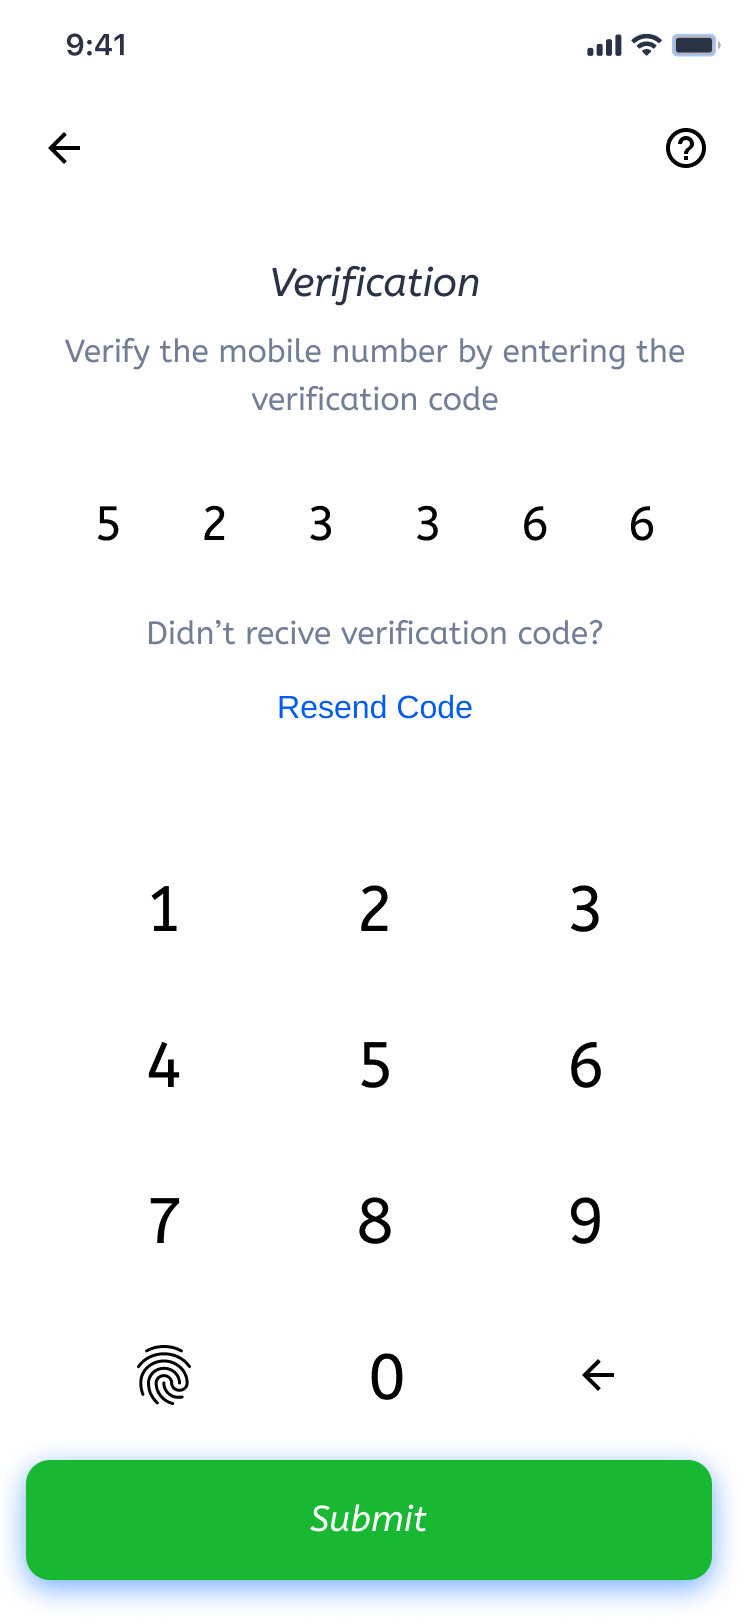 9:41
Verification
Verify the mobile number by entering the
verification code
5 2 3 3 6 6
Didn’t recive verification code?
Resend Code
1 2 3
4 5 6
7 8 9
0
Submit